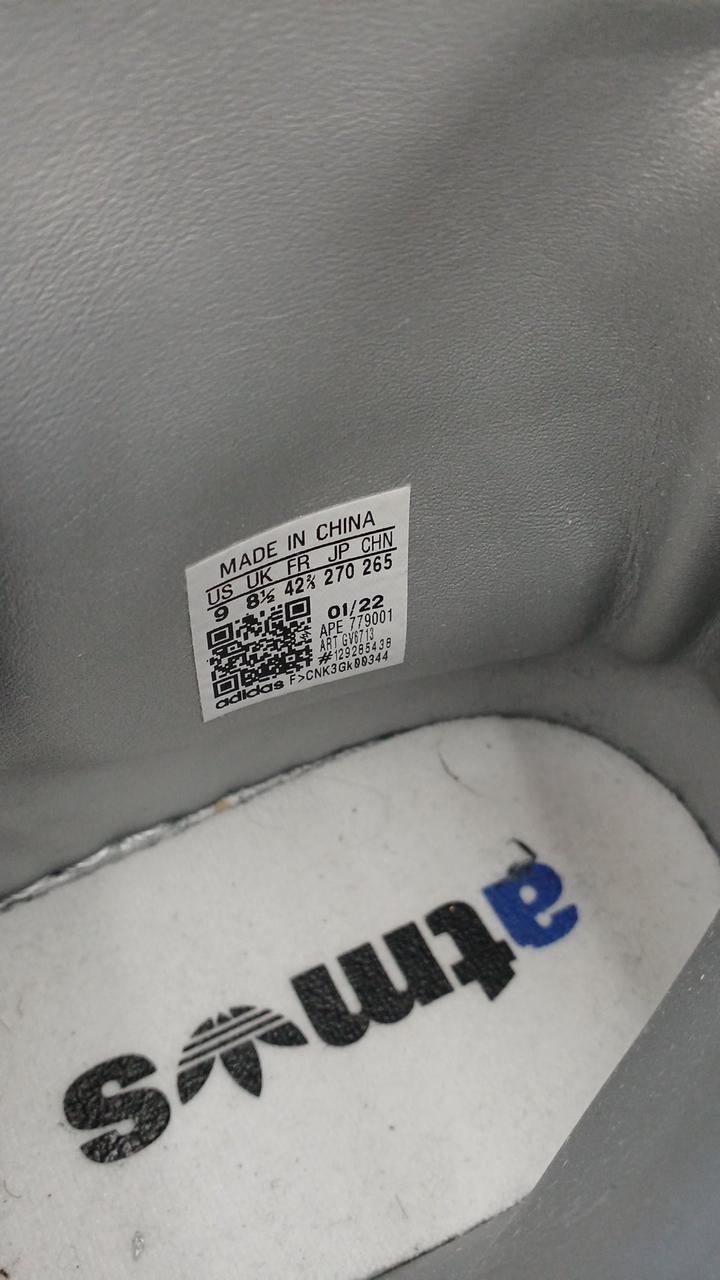 MADE IN CHINA
US UK FR JP CHN
9 8½ 42⅔ 270 265
01/22
APE 779001
ART GV6713
#129285438
adidas F>CNK3Gk00344
atmos